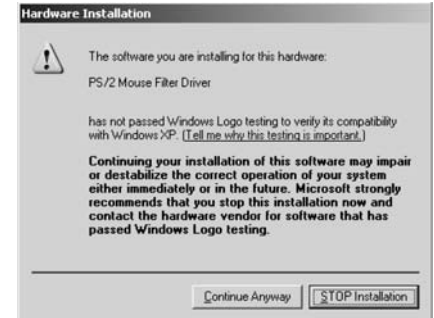 Hardware Installation
The software you are installing for this hardware:
PS/2 Mouse Filter Driver
has not passed Windows Logo testing to verify its compatibility
with Windows XP. (Tell me why this testing is important.)
Continuing your installation of this software may impair
or destabilize the correct operation of your system
either immediately or in the future. Microsoft strongly
recommends that you stop this installation now and
contact the hardware vendor for software that has
passed Windows Logo testing.
Continue Anyway
STOP Installation